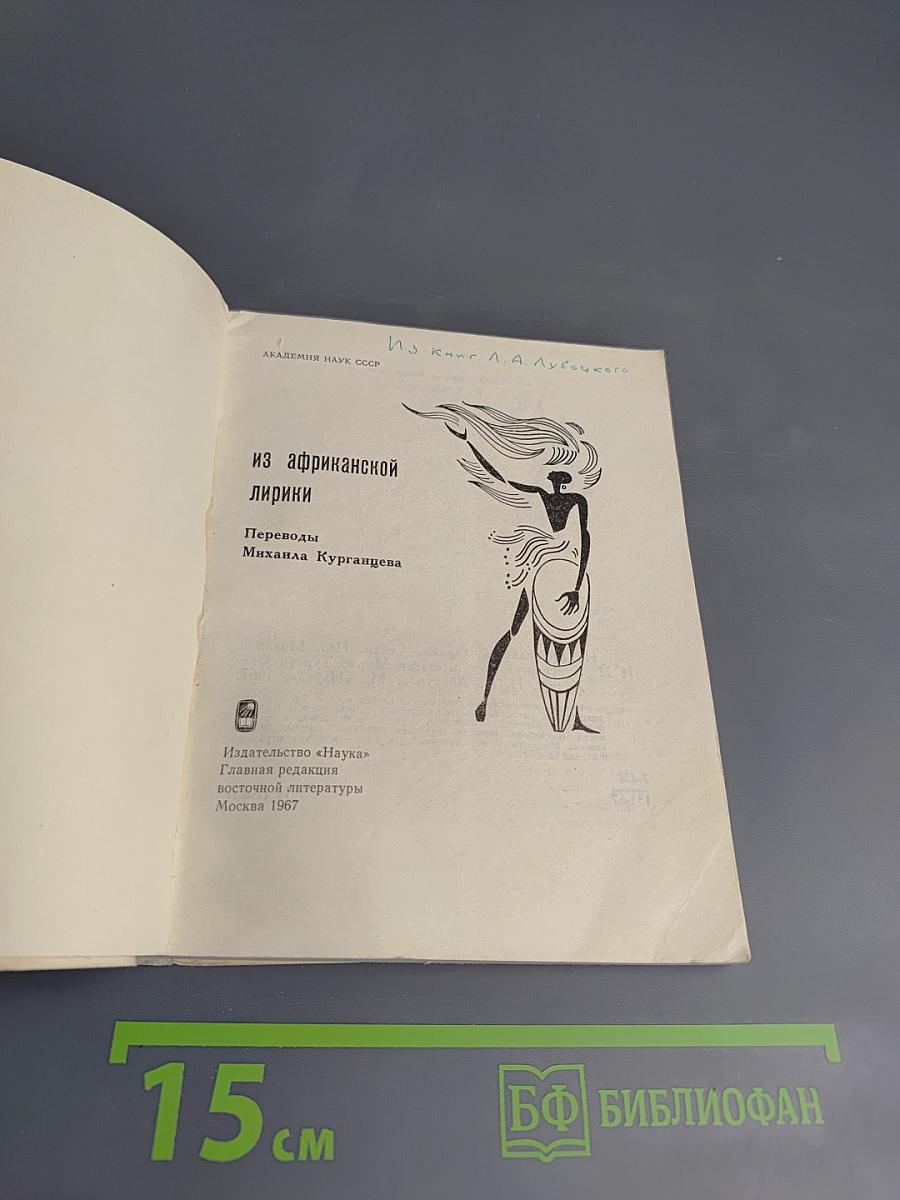 Из книг Л.А. Лубоцкого
АКАДЕМИЯ НАУК СССР
из африканской
лирики
Переводы
Михаила Курганцева
Издательство «Наука»
Главная редакция
восточной литературы
Москва 1967
15 см
БФ БИБЛИОФАН